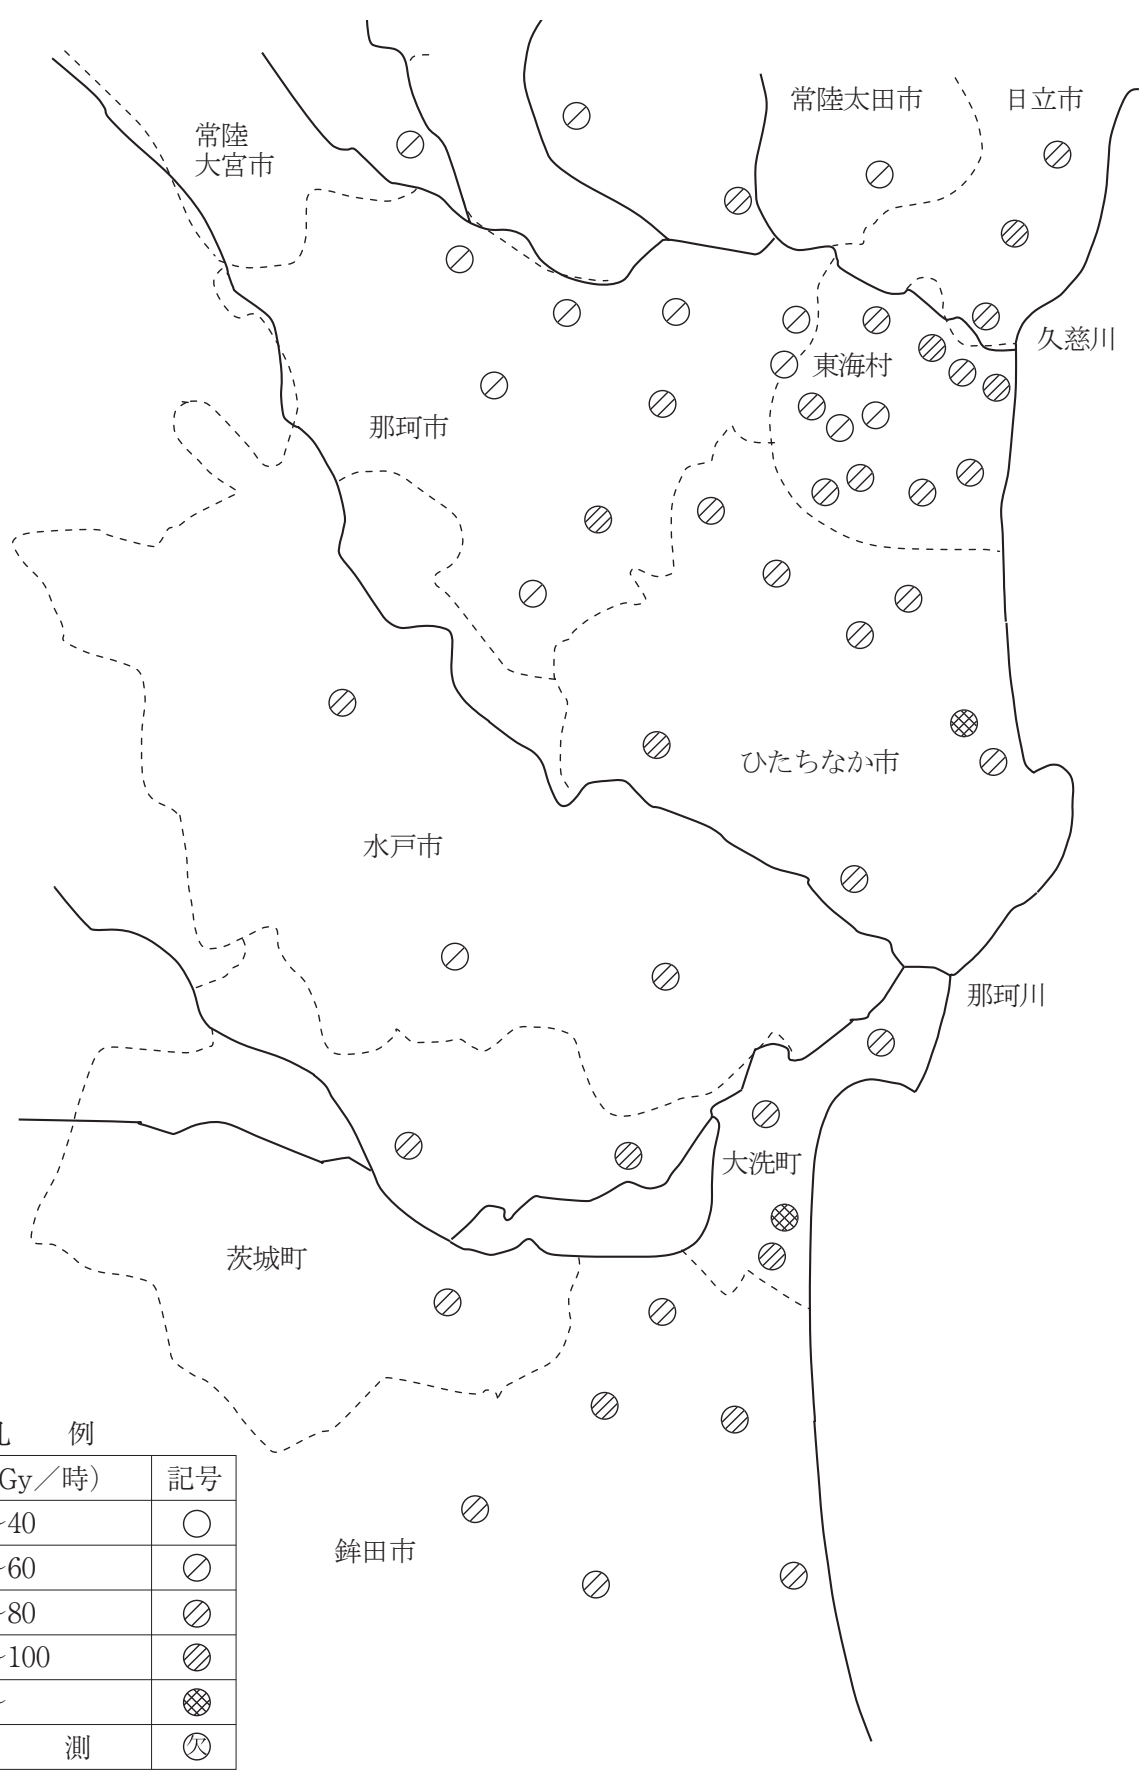 常陸太田市
日立市
常陸
大宮市
久慈川
東海村
那珂市
ひたちなか市
水戸市
那珂川
大洗町
茨城町
例
Gy／時）
記号
~40
~60
~80
~100
~
測
欠
鉾田市